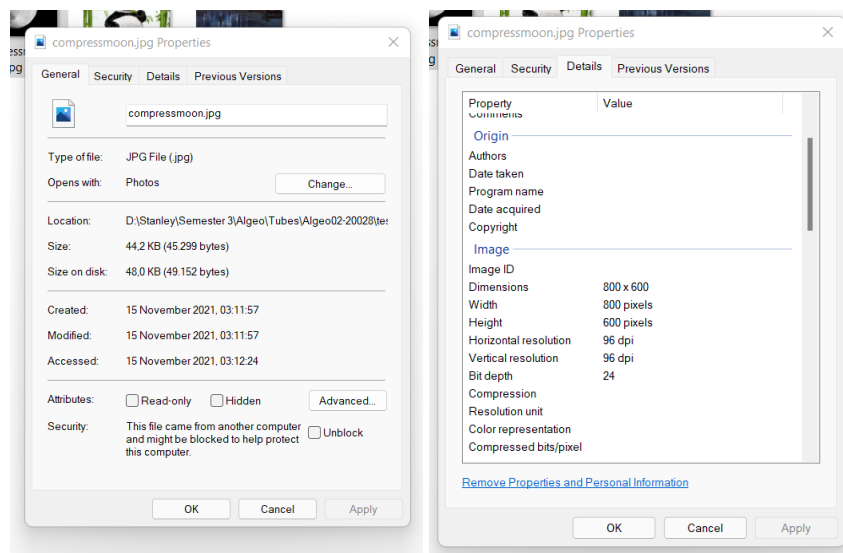 compressmoon.jpg Properties
General Security Details Previous Versions
compressmoon.jpg
Type of file: JPG File (.jpg)
Opens with: Photos Change...
Location: D:\Stanley\Semester 3\Algeo\Tubes\Algeo02-20028\tes
Size: 44,2 KB (45.299 bytes)
Size on disk: 48,0 KB (49.152 bytes)
Created: 15 November 2021, 03:11:57
Modified: 15 November 2021, 03:11:57
Accessed: 15 November 2021, 03:12:24
Attributes: Read-only Hidden Advanced...
Security: This file came from another computer
and might be blocked to help protect
this computer.
Unblock
OK Cancel Apply
compressmoon.jpg Properties
General Security Details Previous Versions
Property Value
Comments
Origin
Authors
Date taken
Program name
Date acquired
Copyright
Image
Image ID
Dimensions 800 x 600
Width 800 pixels
Height 600 pixels
Horizontal resolution 96 dpi
Vertical resolution 96 dpi
Bit depth 24
Compression
Resolution unit
Color representation
Compressed bits/pixel
Remove Properties and Personal Information
OK Cancel Apply